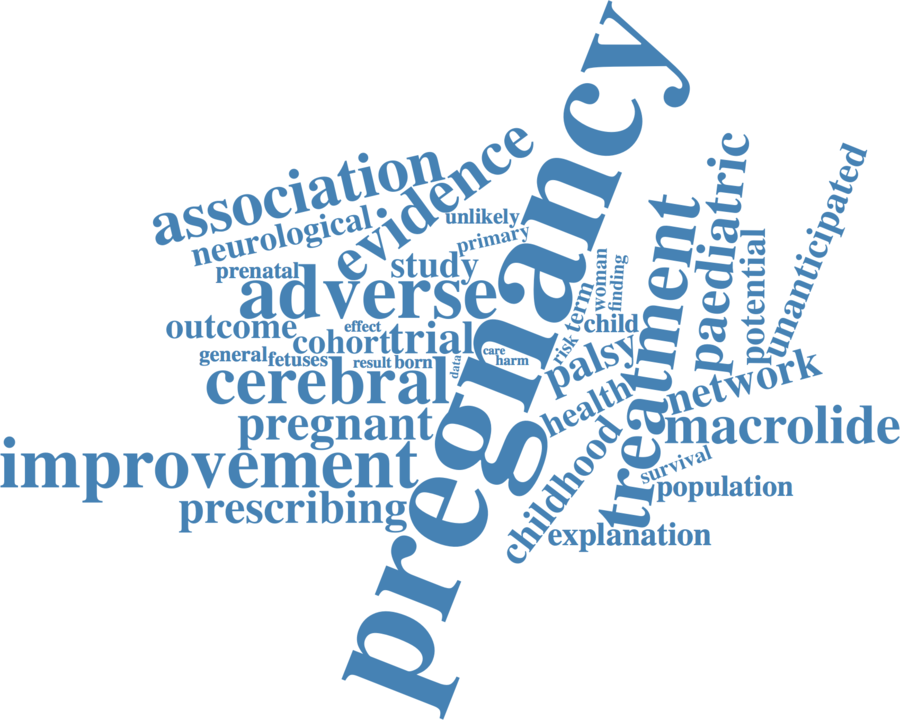 pregnancy
association
evidence
neurological
unlikely
primary
prenatal
study
adverse
outcome
effect
cohort
trial
general
fetuses
result
born
data
care
harm
cerebral
pregnant
improvement
prescribing
woman
finding
term
risk
child
palsy
health
childhood
treatment
paediatric
potential
unanticipated
network
macrolide
survival
population
explanation